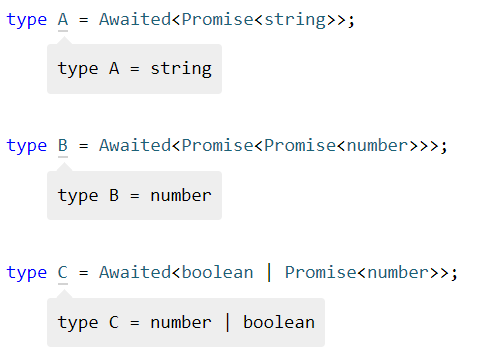 type A = Awaited<Promise<string>>;
type A = string
type B = Awaited<Promise<Promise<number>>>;
type B = number
type C = Awaited<boolean | Promise<number>>;
type C = number | boolean